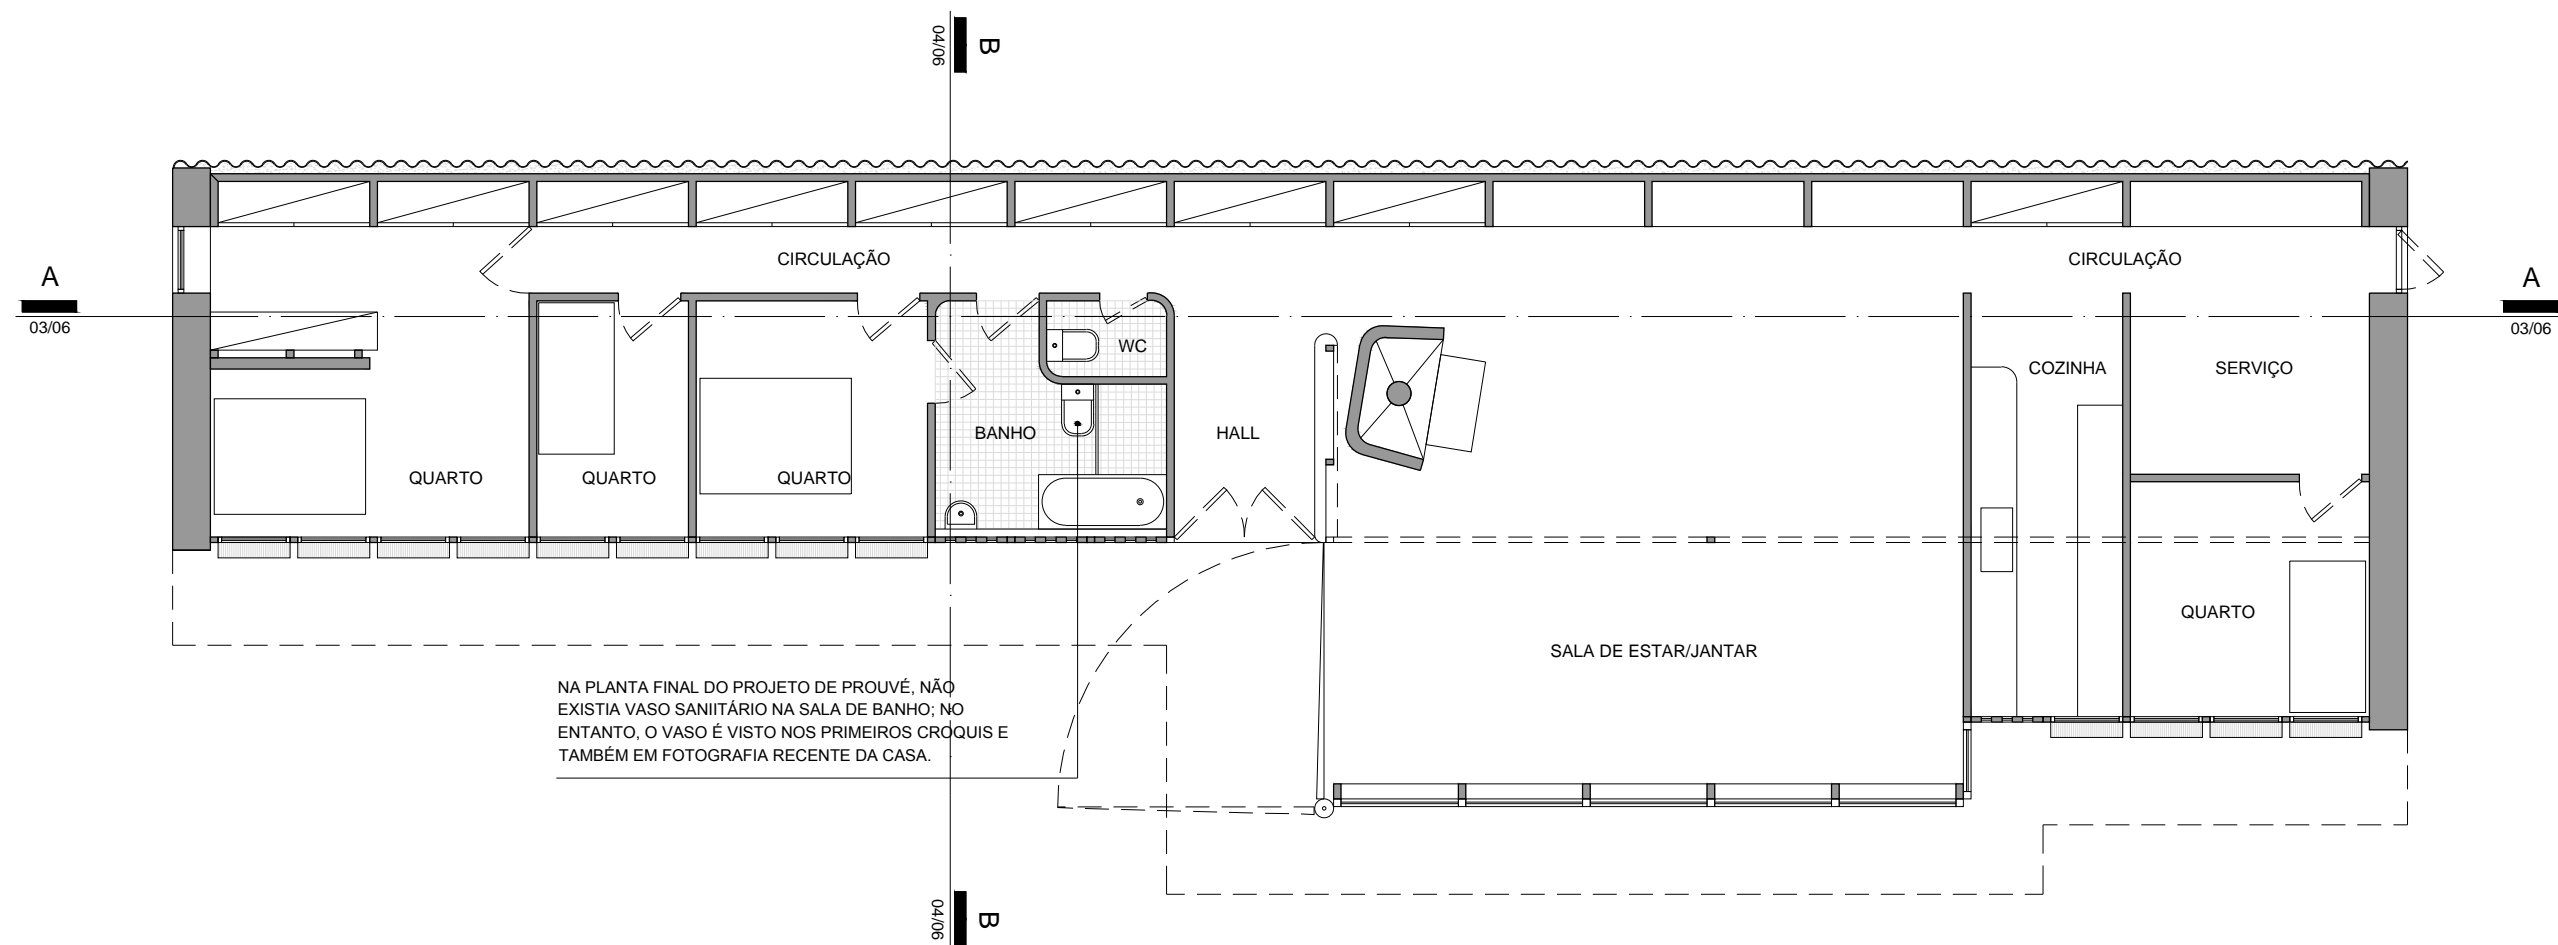 B
04/06
CIRCULAÇÃO
CIRCULAÇÃO
A
03/06
A
03/06
WC
COZINHA
SERVIÇO
BANHO
HALL
QUARTO
QUARTO
QUARTO
QUARTO
SALA DE ESTAR/JANTAR
NA PLANTA FINAL DO PROJETO DE PROUVÉ, NÃO
EXISTIA VASO SANIITÁRIO NA SALA DE BANHO; NO
ENTANTO, O VASO É VISTO NOS PRIMEIROS CROQUIS E
TAMBÉM EM FOTOGRAFIA RECENTE DA CASA.
B
04/06